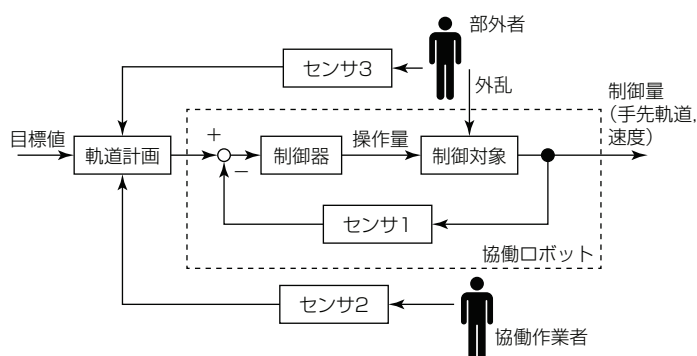 部外者
センサ3
外乱
制御量
(手先軌道,
速度)
目標値
軌道計画
+
−
制御器
操作量
制御対象
センサ1
協働ロボット
センサ2
協働作業者